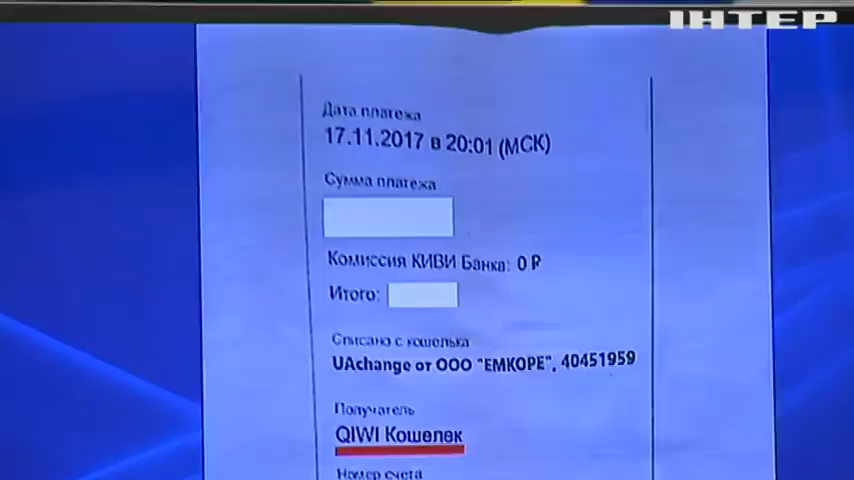 ІНТЕР
Дата платежа
17.11.2017 в 20:01 (МСК)
Сумма платежа
Комиссия КИВИ Банка: 0 Р
Итого:
Списано с кошелька
UAchange от ООО "ЕМКОРЕ", 40451959
Получатель
QIWI Кошелек
Номер счета